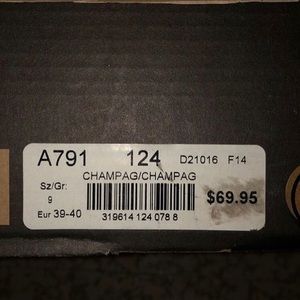 A791 124 D21016 F14
CHAMPAG/CHAMPAG
Sz/Gr:
9
Eur 39-40
$69.95
319614 124 078 8